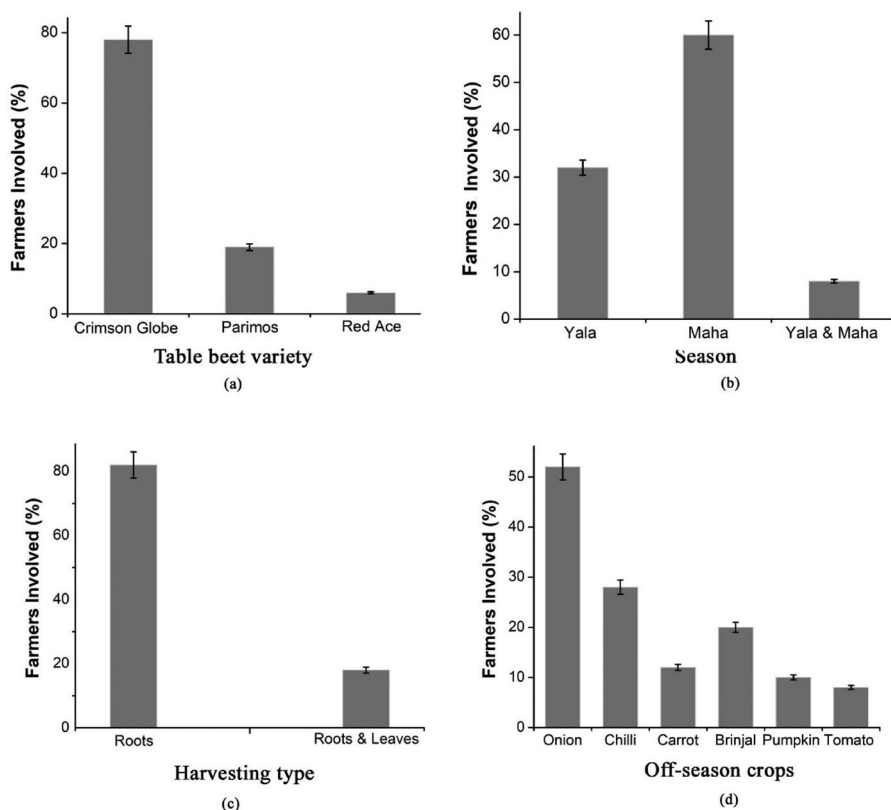 Farmers Involved (%)
80
60
40
20
0
Crimson Globe Parimos Red Ace
Table beet variety
(a)
Farmers Involved (%)
60
50
40
30
20
10
0
Yala Maha Yala & Maha
Season
(b)
Farmers Involved (%)
80
60
40
20
0
Roots Roots & Leaves
Harvesting type
(c)
Farmers Involved (%)
50
40
30
20
10
0
Onion Chilli Carrot Brinjal Pumpkin Tomato
Off-season crops
(d)